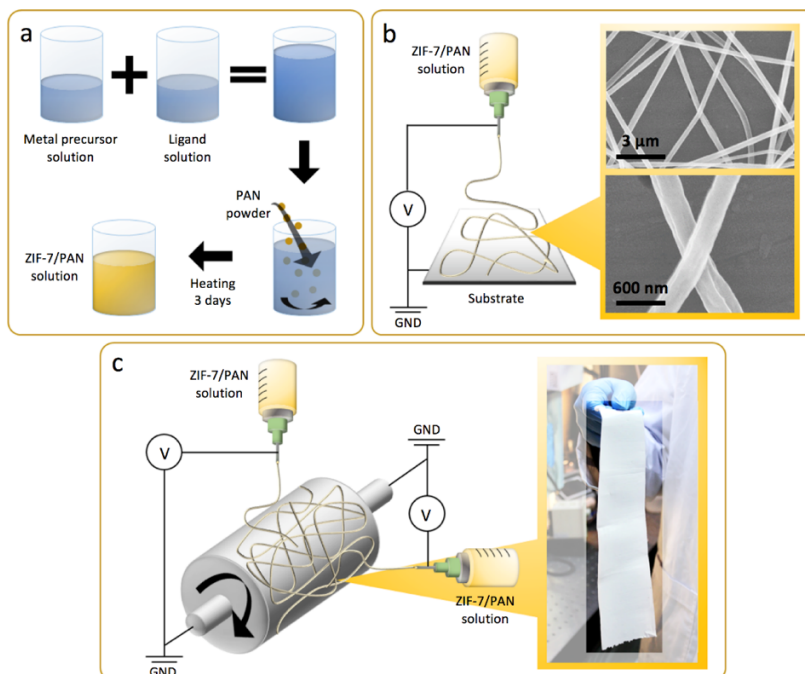 a
Metal precursor
solution
Ligand
solution
PAN
powder
ZIF-7/PAN
solution
Heating
3 days
b
ZIF-7/PAN
solution
V
GND
Substrate
3 μm
600 nm
c
ZIF-7/PAN
solution
V
GND
GND
V
ZIF-7/PAN
solution